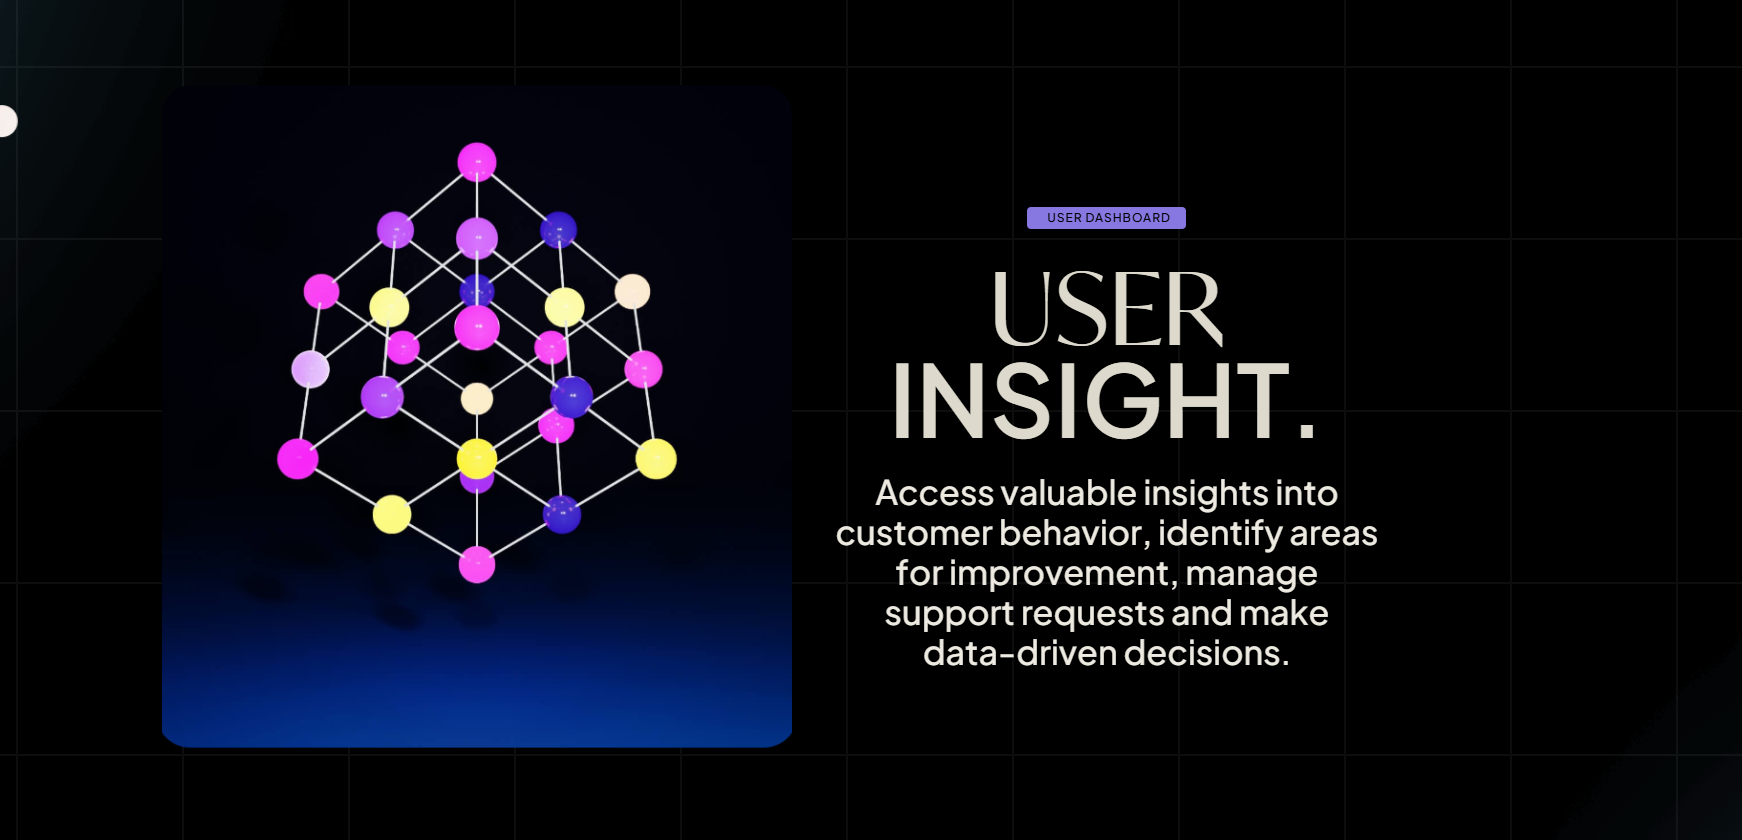 USER DASHBOARD
USER
INSIGHT.
Access valuable insights into
customer behavior, identify areas
for improvement, manage
support requests and make
data-driven decisions.